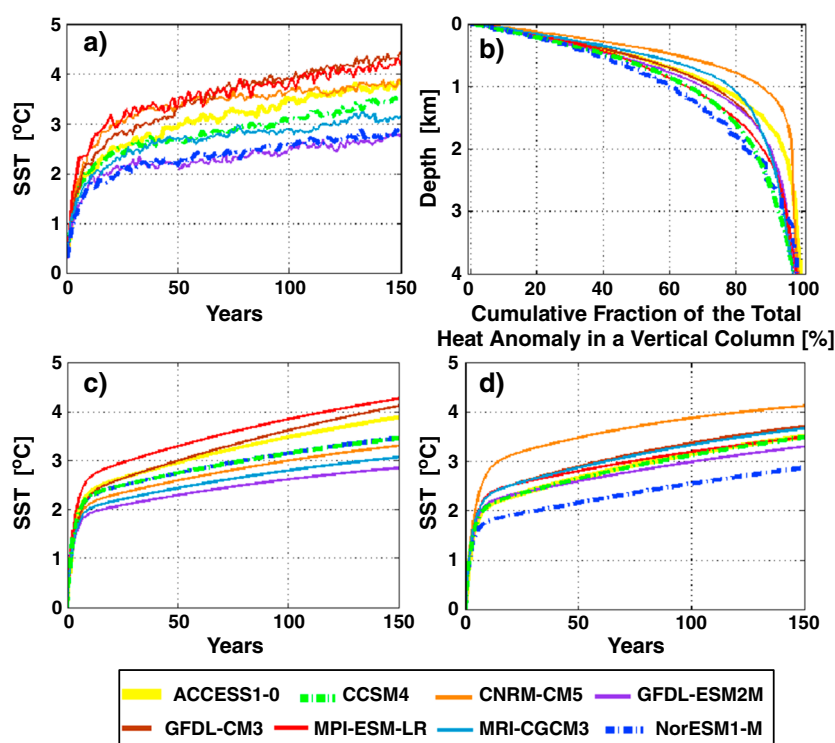 a)
SST [°C]
5
4
3
2
1
0
0 50 100 150
Years
b)
Depth [km]
0
1
2
3
4
0 20 40 60 80 100
Cumulative Fraction of the Total
Heat Anomaly in a Vertical Column [%]
c)
SST [°C]
5
4
3
2
1
0
0 50 100 150
Years
d)
SST [°C]
5
4
3
2
1
0
0 50 100 150
Years
ACCESS1-0 CCSM4 CNRM-CM5 GFDL-ESM2M
GFDL-CM3 MPI-ESM-LR MRI-CGCM3 NorESM1-M